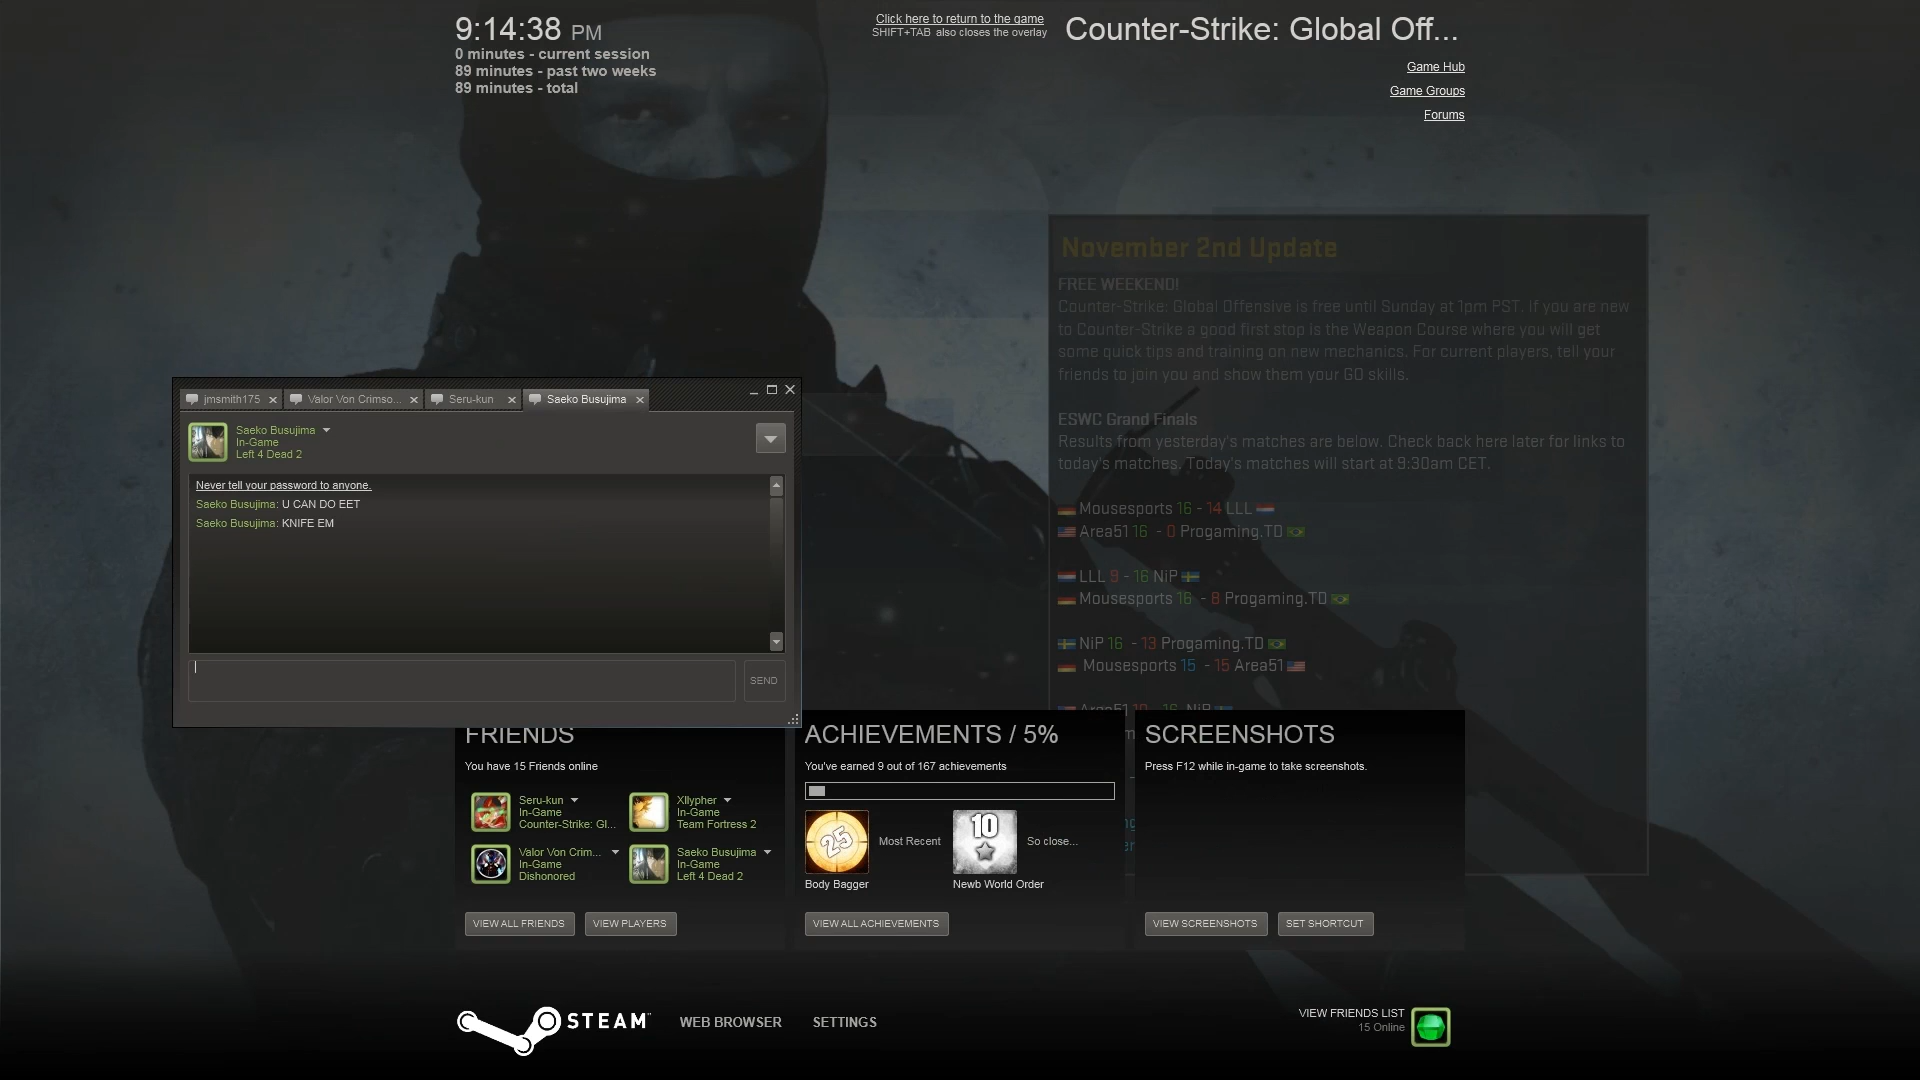 9:14:38 PM
0 minutes - current session
89 minutes - past two weeks
89 minutes - total
Click here to return to the game
SHIFT+TAB also closes the overlay
Counter-Strike: Global Off...
Game Hub
Game Groups
Forums
November 2nd Update
FREE WEEKEND!
Counter-Strike: Global Offensive is free until Sunday at 1pm PST. If you are new
to Counter-Strike a good first stop is the Weapon Course where you will get
some quick tips and training on new mechanics. For current players, tell your
friends to join you and show them your GO skills.
ESWC Grand Finals
Results from yesterday's matches are below. Check back here later for links to
today's matches. Today's matches will start at 9:30am CET.
Mousesports 16 - 14 LLL
Area51 16 - 0 Progaming.TD
LLL 9 - 16 NiP
Mousesports 16 - 8 Progaming.TD
NiP 16 - 13 Progaming.TD
Mousesports 15 - 15 Area51
Area51 10 - 16 NiP
jmsmith175
Valor Von Crimso...
Seru-kun
Saeko Busujima
Saeko Busujima
In-Game
Left 4 Dead 2
Never tell your password to anyone.
Saeko Busujima: U CAN DO EET
Saeko Busujima: KNIFE EM
SEND
FRIENDS
You have 15 Friends online
Seru-kun
In-Game
Counter-Strike: Gl...
Xllypher
In-Game
Team Fortress 2
Valor Von Crim...
In-Game
Dishonored
Saeko Busujima
In-Game
Left 4 Dead 2
VIEW ALL FRIENDS
VIEW PLAYERS
ACHIEVEMENTS / 5%
You've earned 9 out of 167 achievements
25
Most Recent
10
So close...
Body Bagger
Newb World Order
VIEW ALL ACHIEVEMENTS
SCREENSHOTS
Press F12 while in-game to take screenshots.
VIEW SCREENSHOTS
SET SHORTCUT
STEAM
WEB BROWSER
SETTINGS
VIEW FRIENDS LIST
15 Online